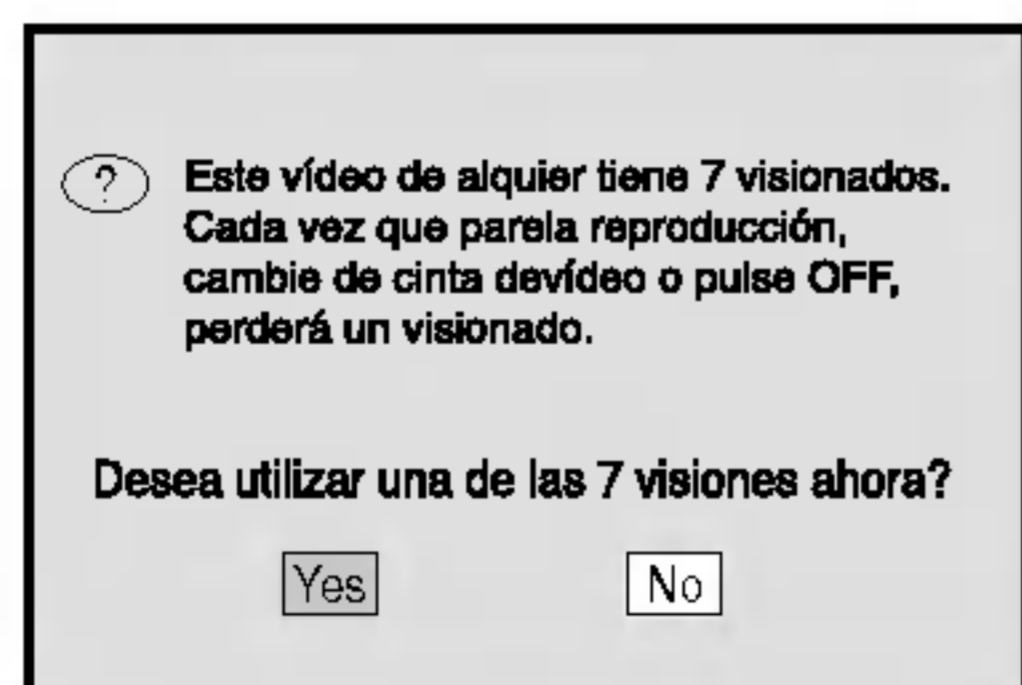 ?
Este vídeo de alquier tiene 7 visionados.
Cada vez que parela reproducción,
cambie de cinta devídeo o pulse OFF,
perderá un visionado.
Desea utilizar una de las 7 visiones ahora?
Yes No